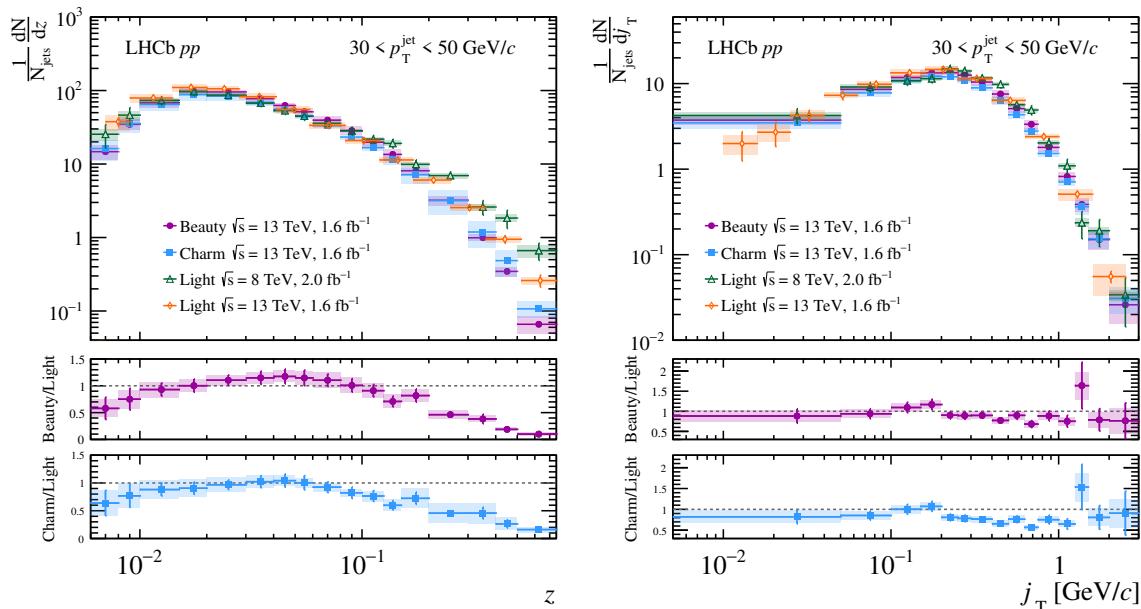 1/N_jets dN/dz
LHCb pp
30 < p_T^jet < 50 GeV/c
10³
10²
10
1
10⁻¹
Beauty √s = 13 TeV, 1.6 fb⁻¹
Charm √s = 13 TeV, 1.6 fb⁻¹
Light √s = 8 TeV, 2.0 fb⁻¹
Light √s = 13 TeV, 1.6 fb⁻¹
Beauty/Light
1.5
1
0.5
0
Charm/Light
1.5
1
0.5
0
10⁻² 10⁻¹
z
1/N_jets dN/dj_T
LHCb pp
30 < p_T^jet < 50 GeV/c
10
1
10⁻¹
10⁻²
Beauty √s = 13 TeV, 1.6 fb⁻¹
Charm √s = 13 TeV, 1.6 fb⁻¹
Light √s = 8 TeV, 2.0 fb⁻¹
Light √s = 13 TeV, 1.6 fb⁻¹
Beauty/Light
2
1.5
1
0.5
Charm/Light
2
1.5
1
0.5
10⁻² 10⁻¹ 1
j_T [GeV/c]